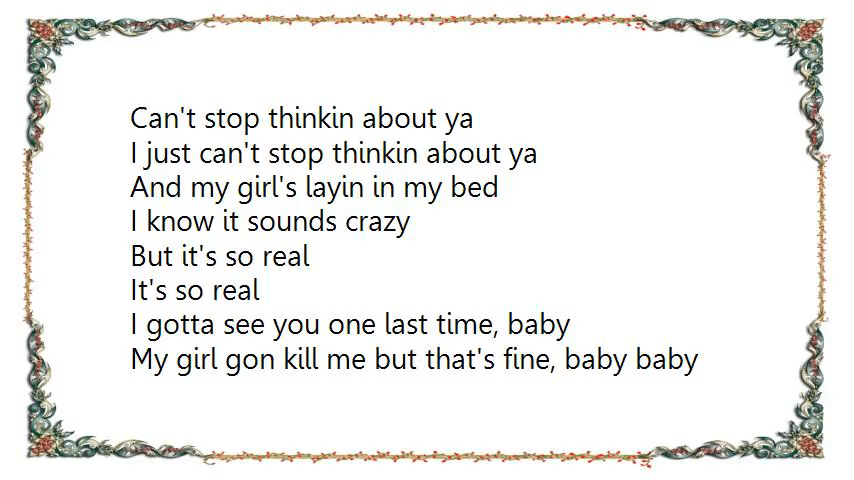 Can't stop thinkin about ya
I just can't stop thinkin about ya
And my girl's layin in my bed
I know it sounds crazy
But it's so real
It's so real
I gotta see you one last time, baby
My girl gon kill me but that's fine, baby baby